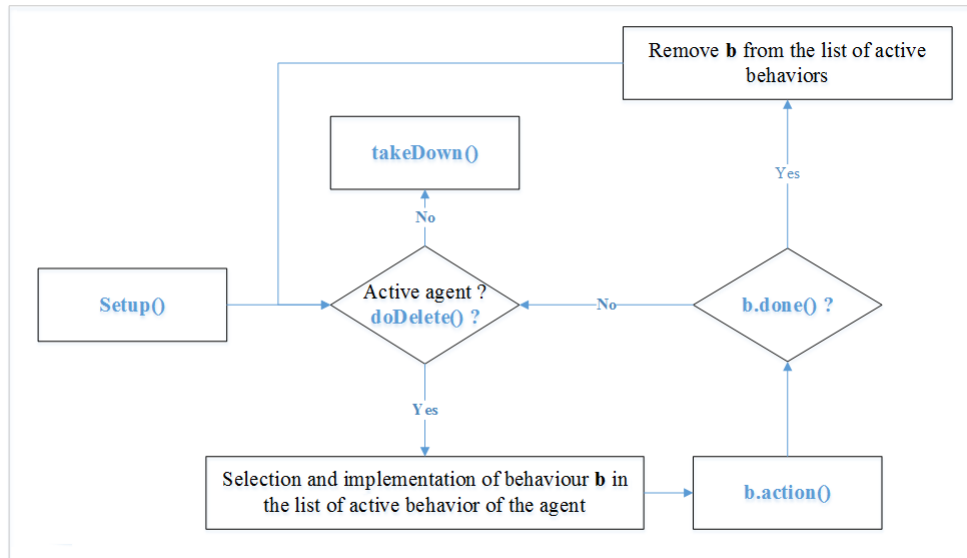 Remove b from the list of active
behaviors
takeDown()
Yes
No
Setup()
Active agent ?
doDelete() ?
No
b.done() ?
Yes
Selection and implementation of behaviour b in
the list of active behavior of the agent
b.action()